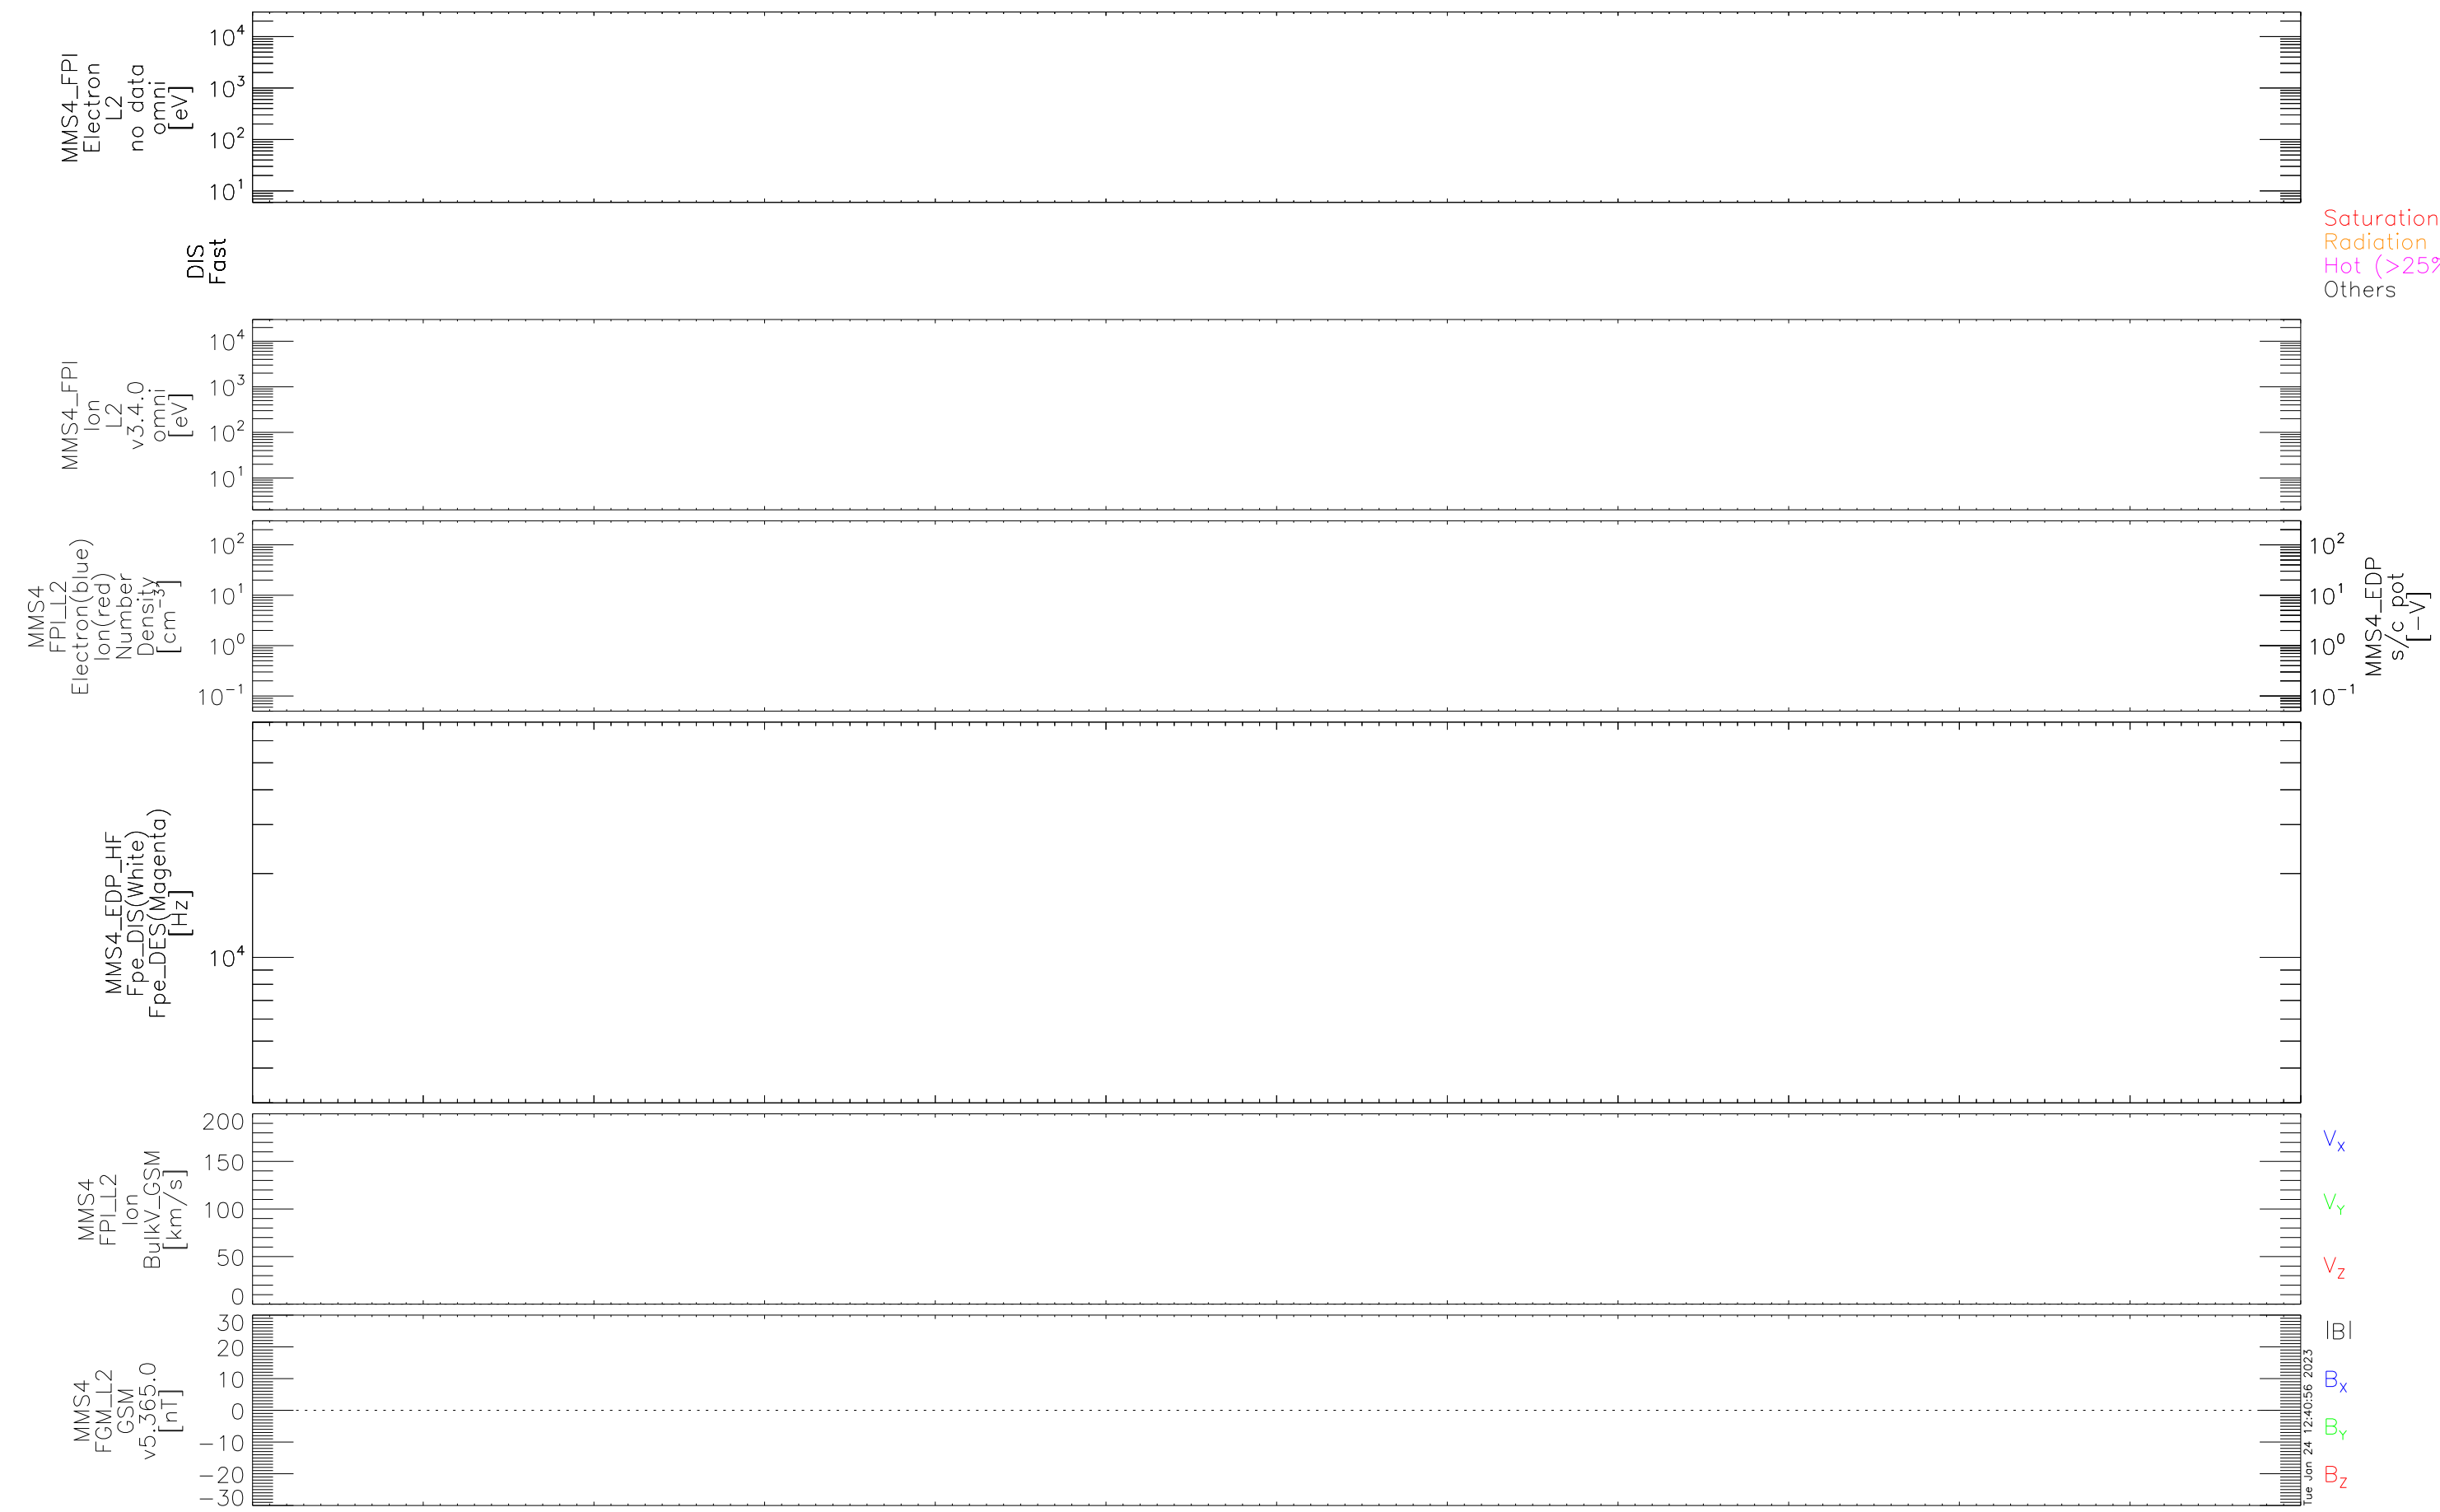 MMS4_FPI
Electron
L2
no data
omni
[eV]
10^4
10^3
10^2
10^1
DIS
Fast
Saturation
Radiation
Hot (>25%
Others
MMS4_FPI
Ion
L2
v3.4.0
omni
[eV]
10^4
10^3
10^2
10^1
MMS4
FPI_L2
Electron(blue)
Ion(red)
Number
Density
[cm^-3]
10^2
10^1
10^0
10^-1
10^2
10^1
10^0
10^-1
MMS4_EDP
s/c pot
[-V]
MMS4_EDP_HF
Fpe_DIS(White)
Fpe_DES(Magenta)
[Hz]
10^4
MMS4
FPI_L2
Ion
BulkV_GSM
[km/s]
200
150
100
50
0
V_X
V_Y
V_Z
MMS4
FGM_L2
GSM
v5.365.0
[nT]
30
20
10
0
-10
-20
-30
|B|
B_X
B_Y
B_Z
Tue Jan 24 12:40:56 2023